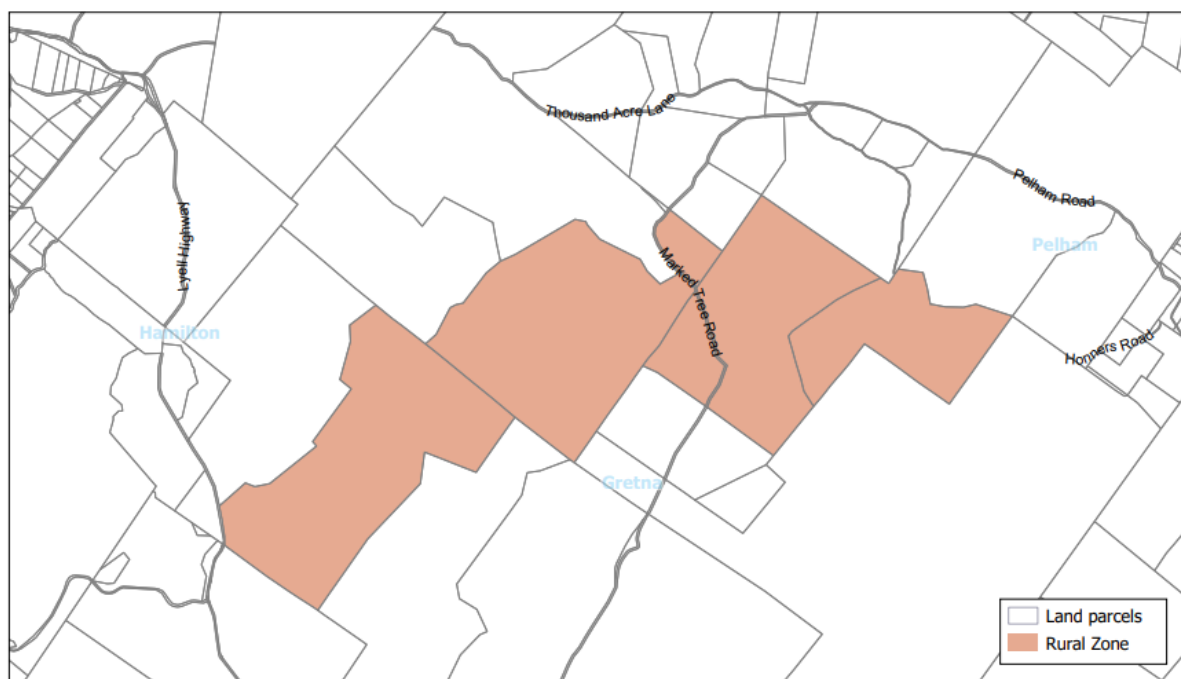 Thousand Acre Lane
Pelham Road
Lyell Highway
Pelham
Marked Tree Road
Hamilton
Honners Road
Gretna
Land parcels
Rural Zone